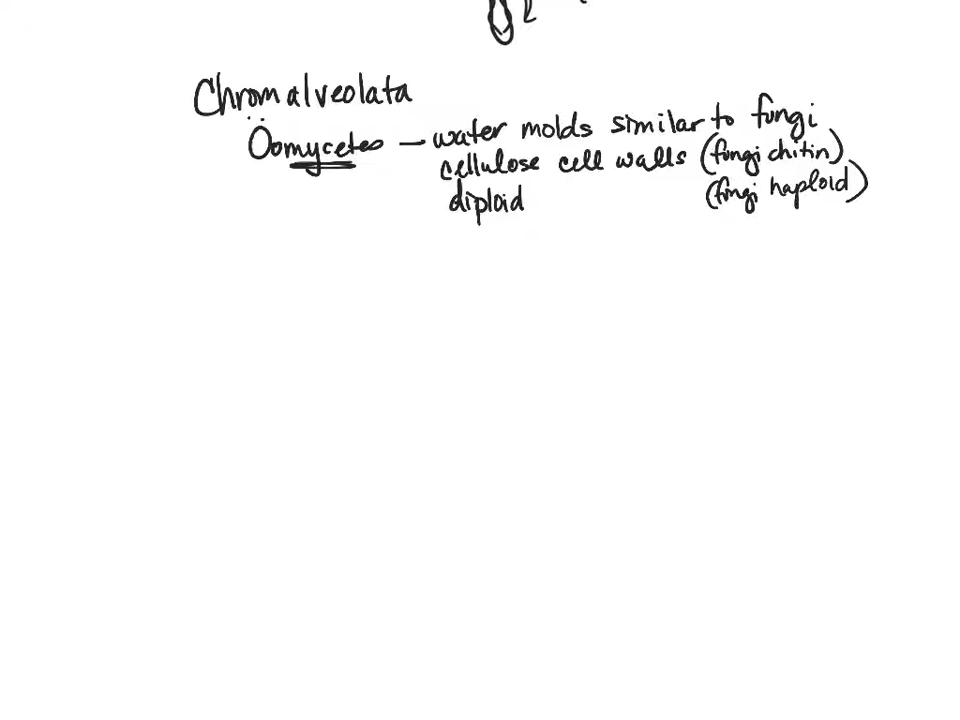 Chromalveolata
Öomycetes — water molds similar to fungi
cellulose cell walls (fungi chitin)
diploid (fungi haploid)